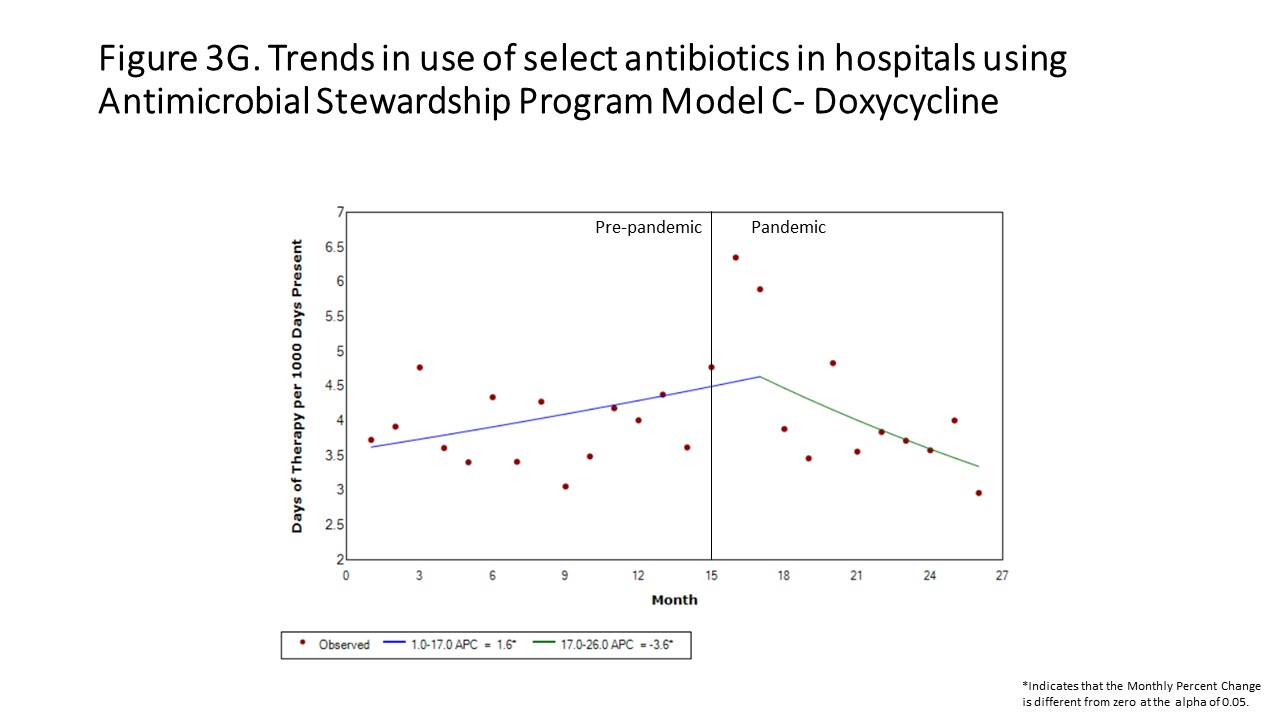 Figure 3G. Trends in use of select antibiotics in hospitals using
Antimicrobial Stewardship Program Model C- Doxycycline
Pre-pandemic
Pandemic
Days of Therapy per 1000 Days Present
7
6.5
6
5.5
5
4.5
4
3.5
3
2.5
2
0 3 6 9 12 15 18 21 24 27
Month
Observed 1.0-17.0 APC = 1.6* 17.0-26.0 APC = -3.6*
*Indicates that the Monthly Percent Change
is different from zero at the alpha of 0.05.